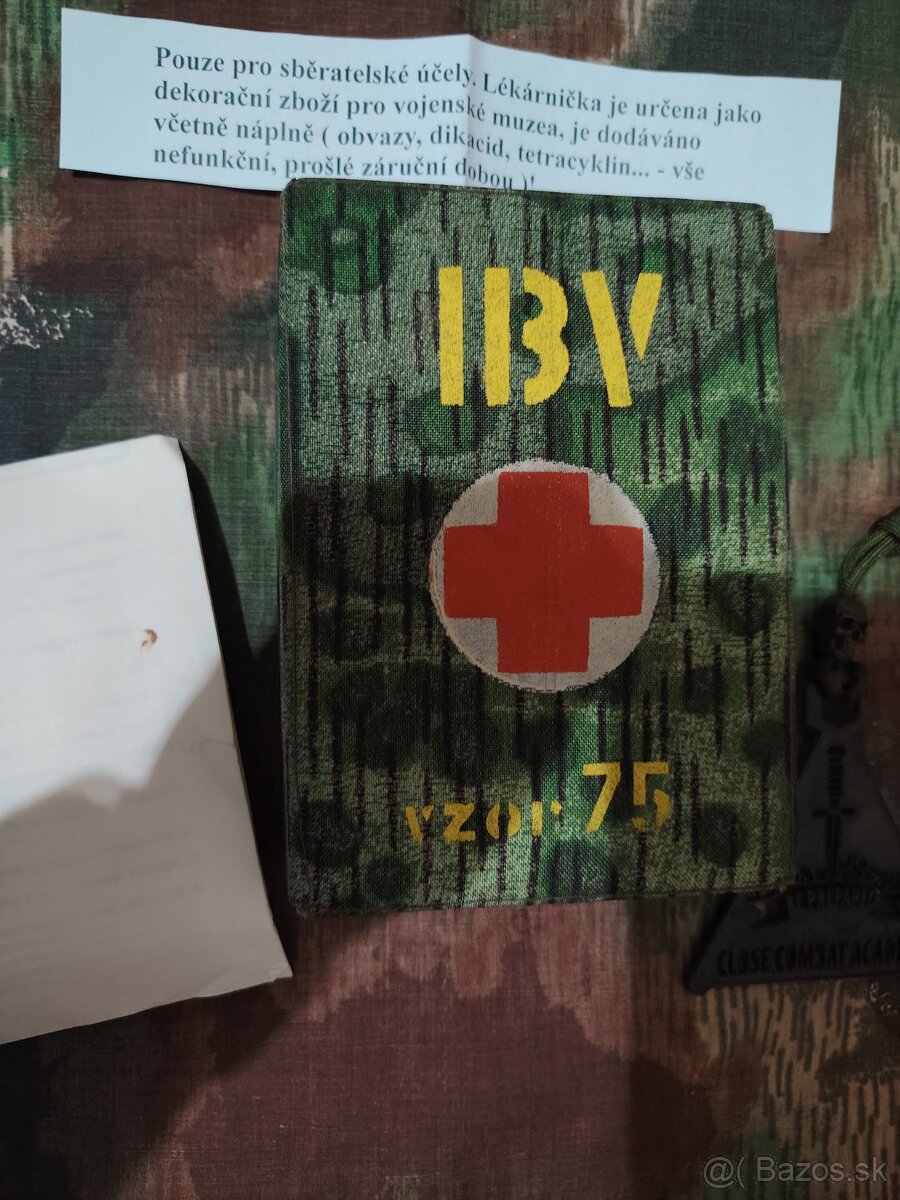 Pouze pro sběratelské účely. Lékárnička je určena jako
dekorační zboží pro vojenské muzea, je dodáváno
včetně náplně ( obvazy, dikacid, tetracyklin... - vše
nefunkční, prošlé záruční dobou )!
IBV
vzor 75
CLOSE COMBAT ACAD
@( Bazos.sk